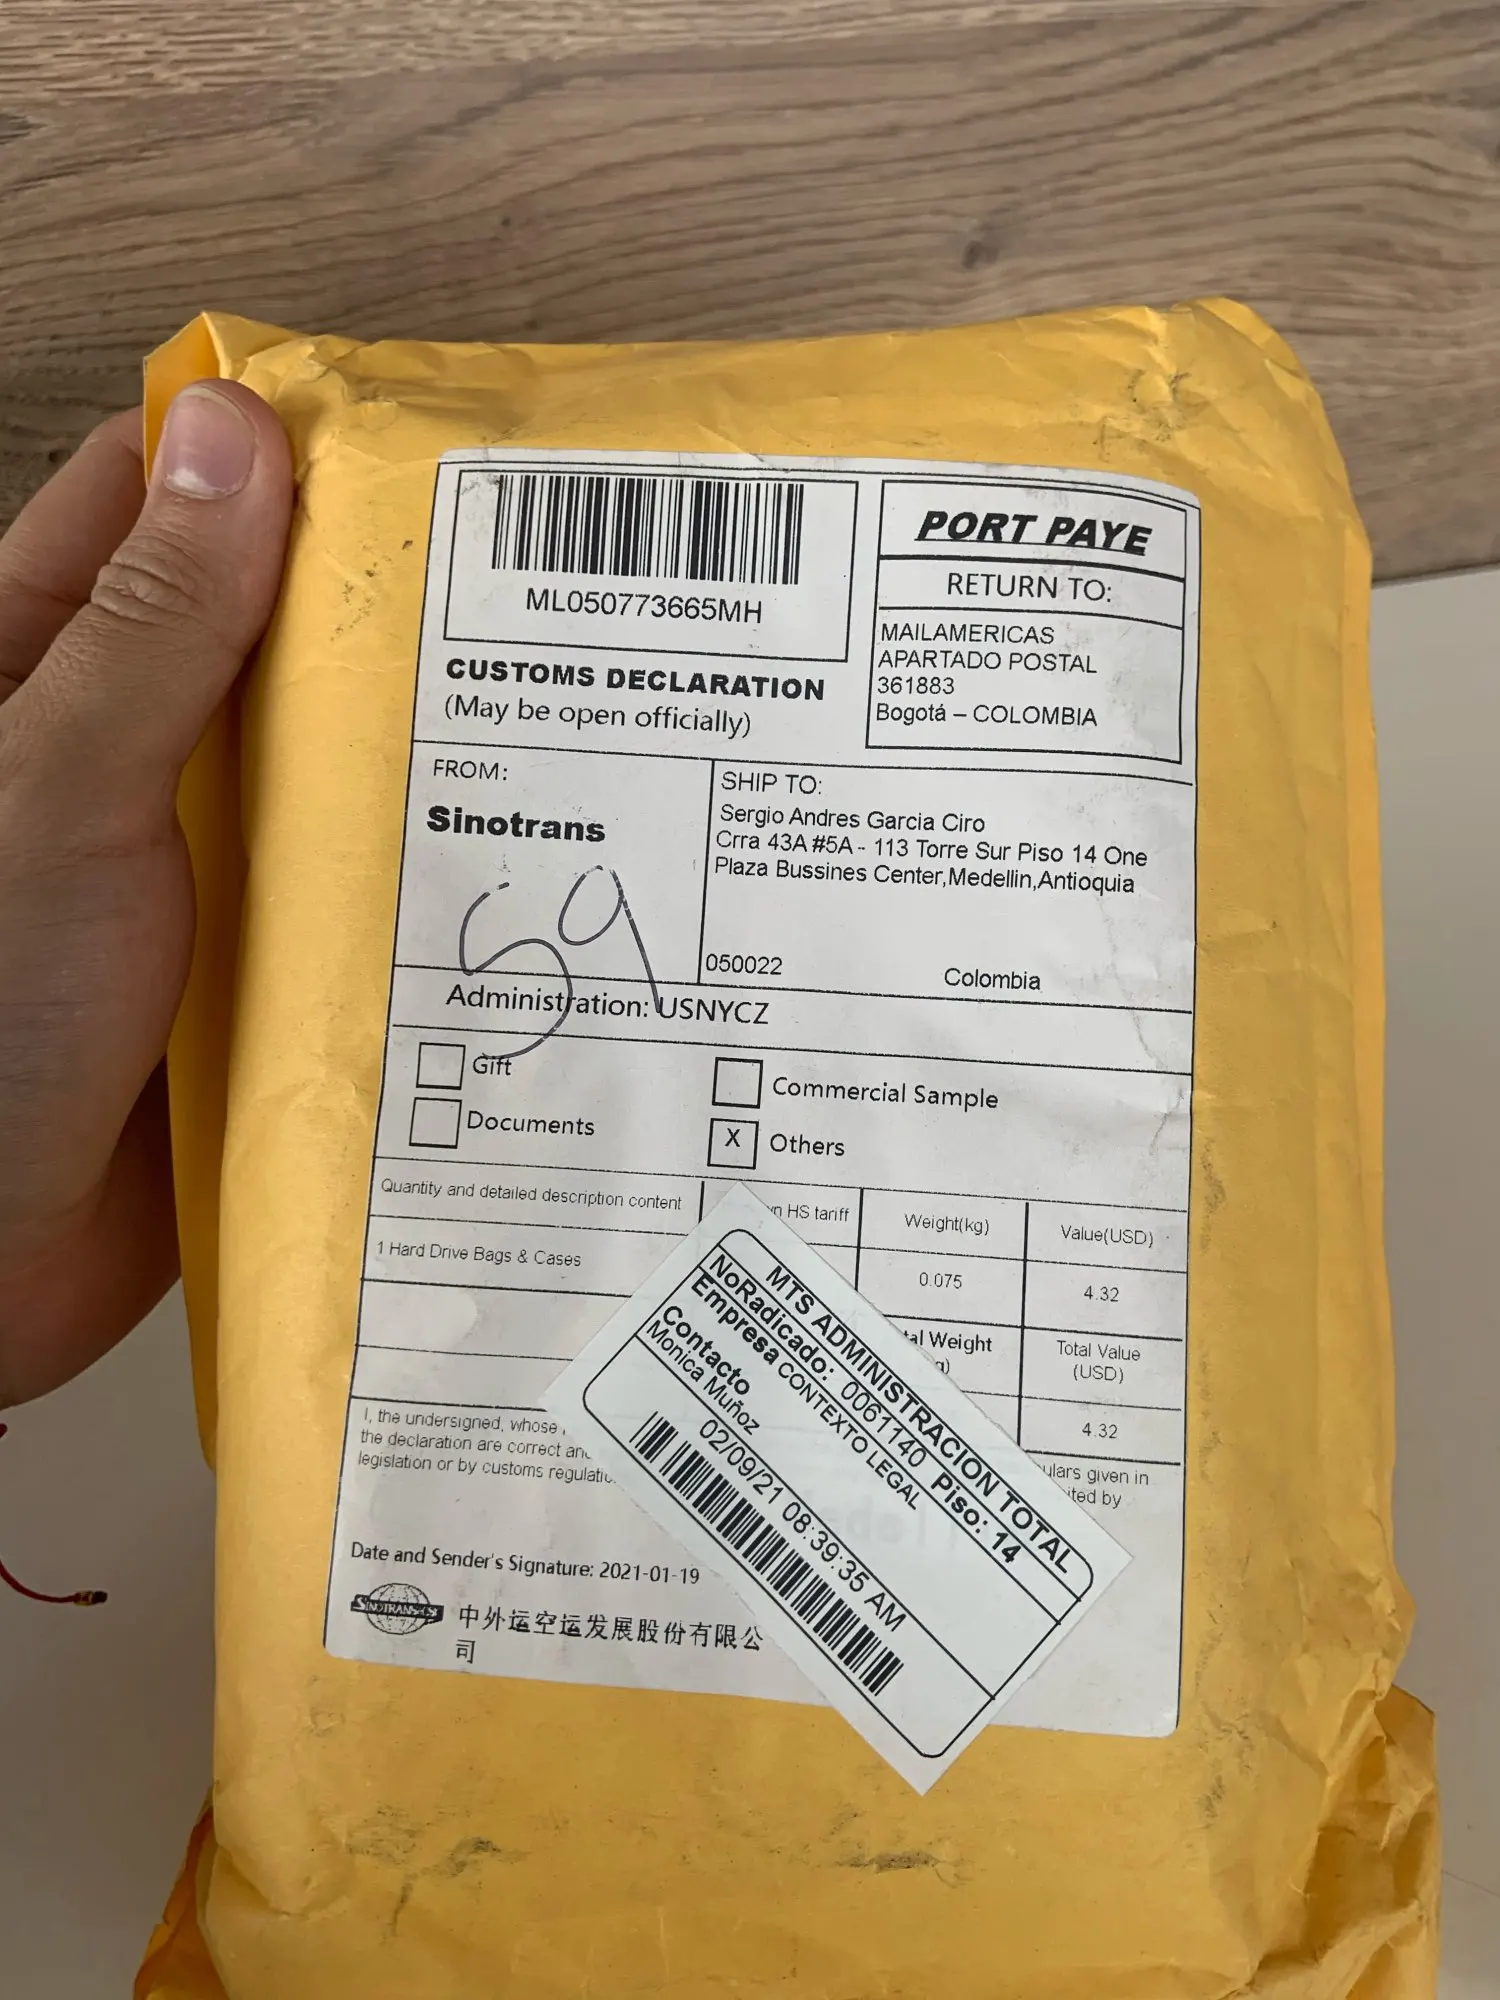 ML050773665MH
CUSTOMS DECLARATION
(May be open officially)
PORT PAYE
RETURN TO:
MAILAMERICAS
APARTADO POSTAL
361883
Bogotá – COLOMBIA
FROM:
Sinotrans
59
SHIP TO:
Sergio Andres Garcia Ciro
Crra 43A #5A - 113 Torre Sur Piso 14 One
Plaza Bussines Center,Medellin,Antioquia
050022 Colombia
Administration: USNYCZ
Gift
Commercial Sample
Documents
X Others
Quantity and detailed description content
HS tariff
Weight(kg)
Value(USD)
1 Hard Drive Bags & Cases
0.075
4.32
Weight
Total Value
(USD)
4.32
I, the undersigned, whose
the declaration are correct
legislation or by customs
given in
by
Date and Sender's Signature: 2021-01-19
SINOTRANS
中外运空运发展股份有限公
司
MTS ADMINISTRACION TOTAL
NoRadicado: 0061140 Piso: 14
Empresa CONTEXTO LEGAL
Contacto
Monica Muñoz
02/09/21 08:39:35 AM